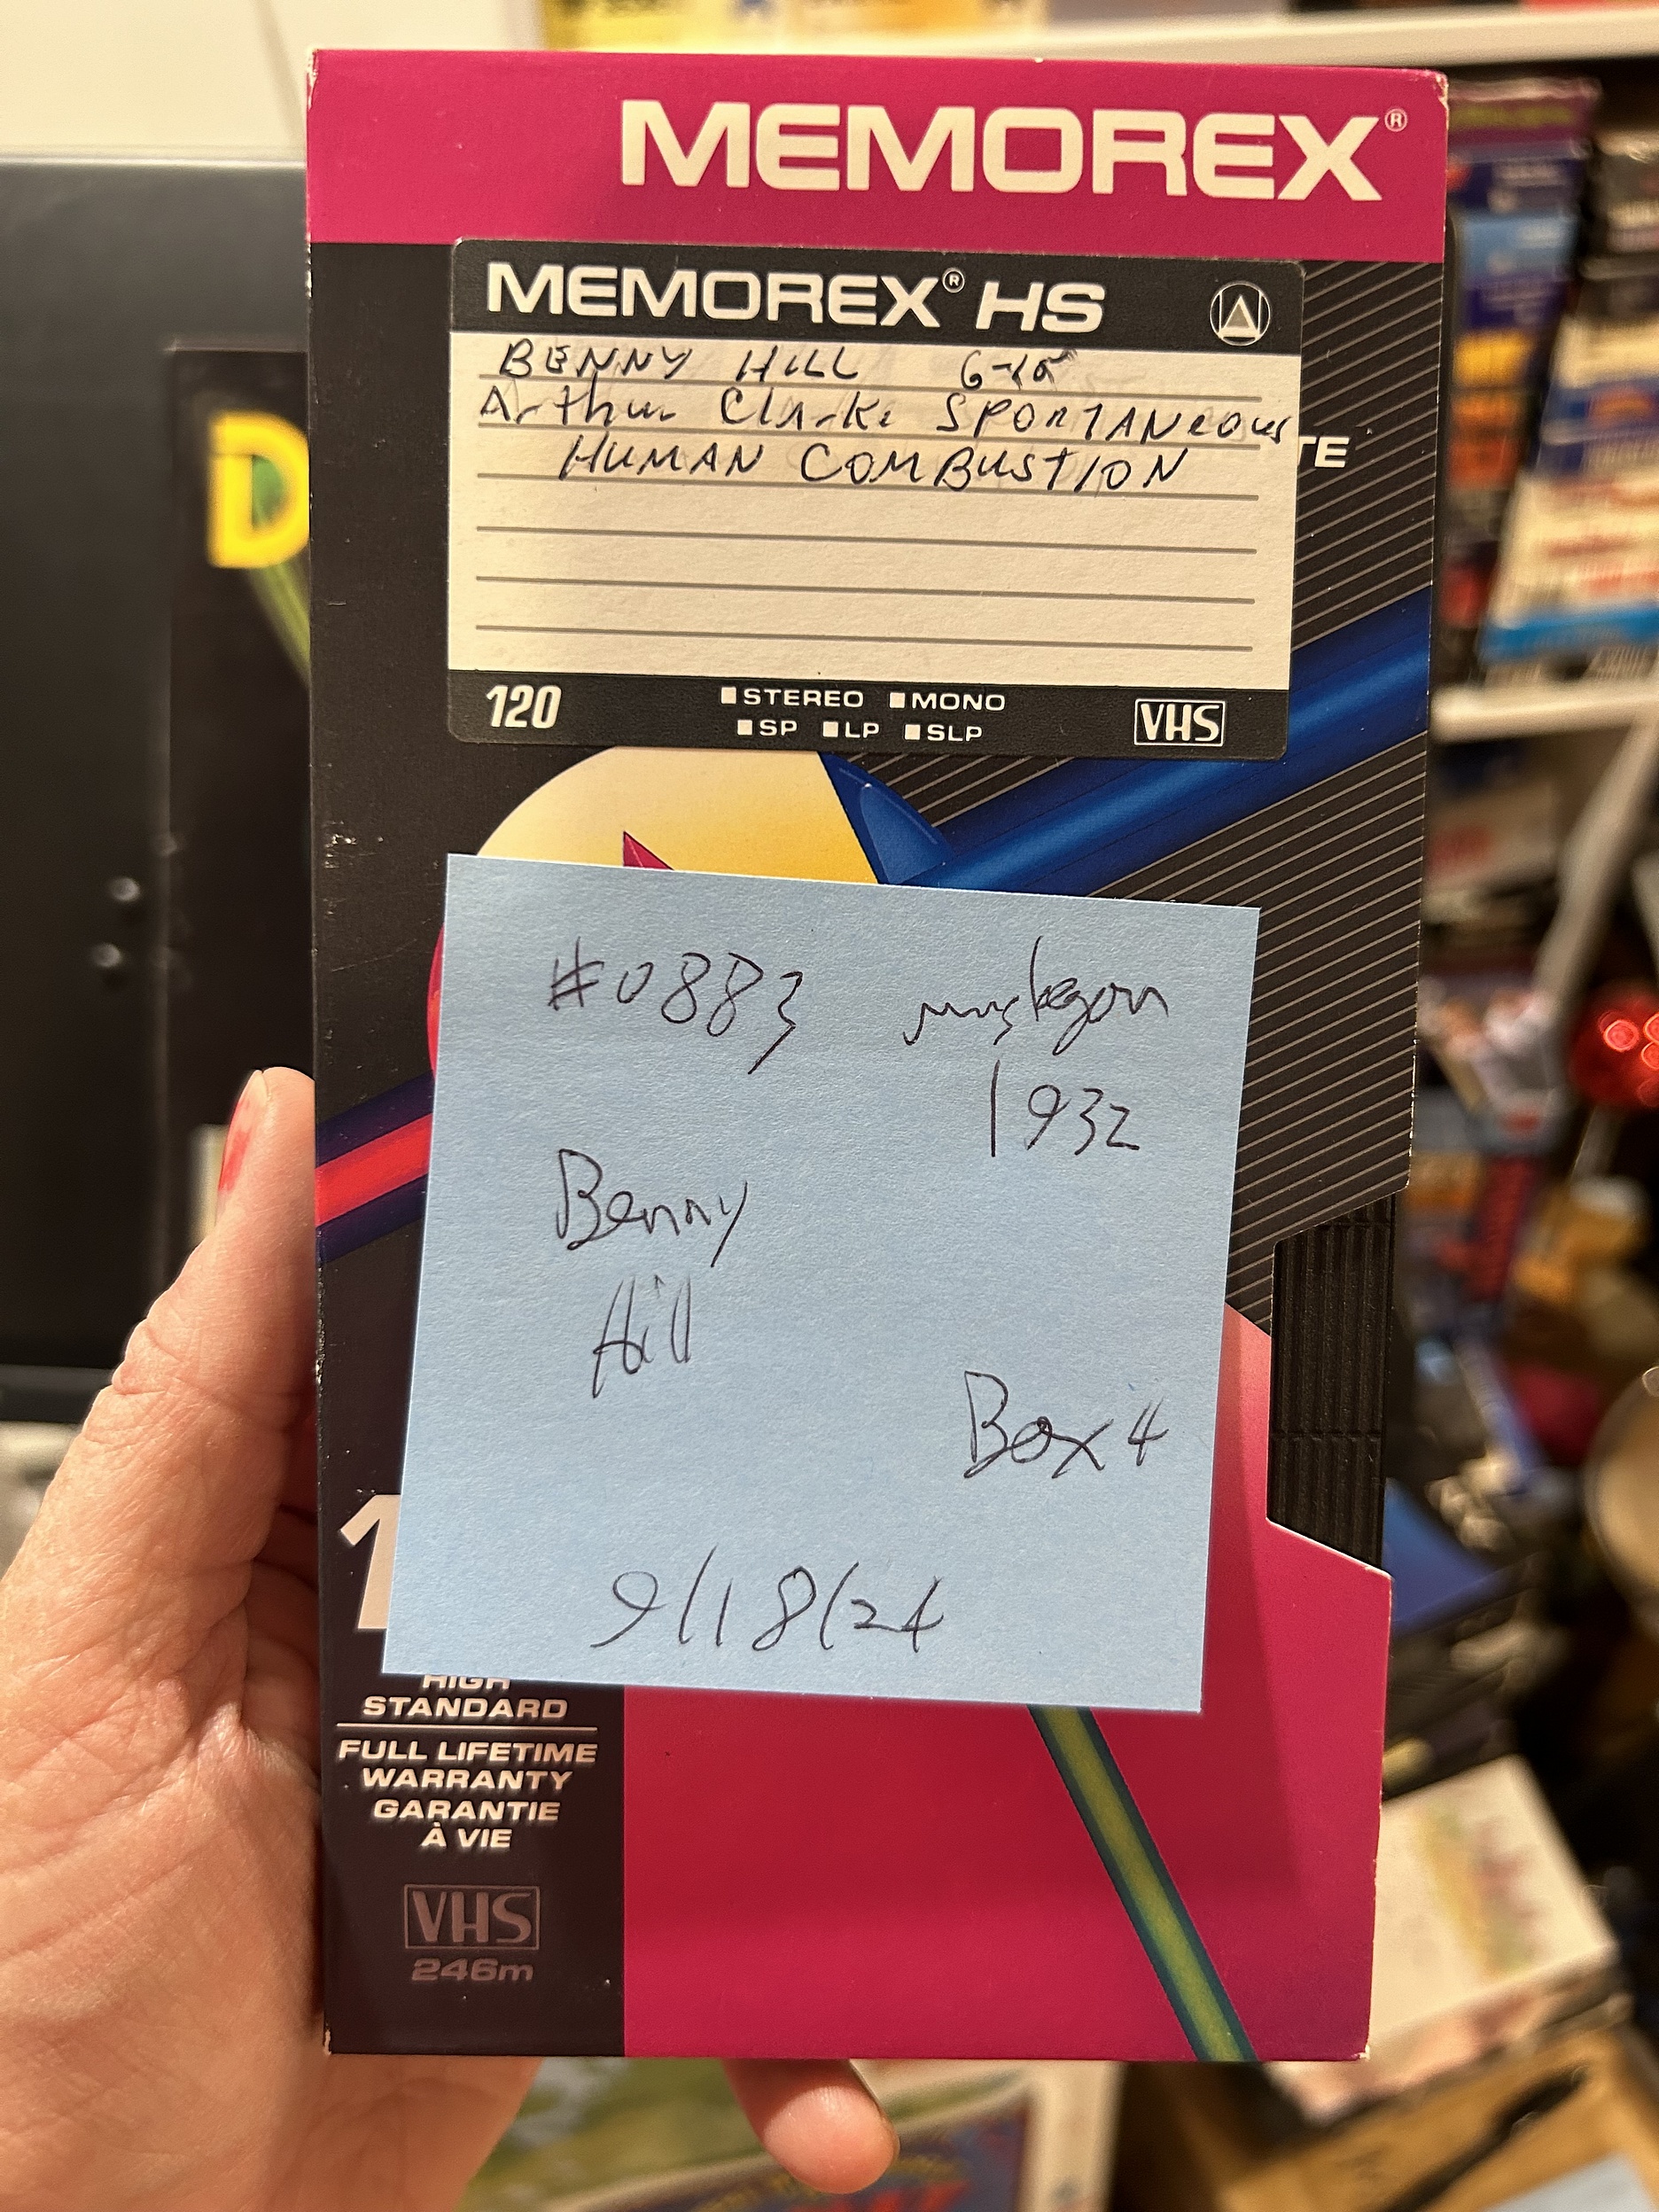 MEMOREX®
MEMOREX® HS
BENNY HILL 6-15
Arthur Clarke SPONTANEOUS
HUMAN COMBUSTION
TE
120
STEREO MONO
SP LP SLP
VHS
#0883 muskegon
1932
Benny
Hill
Box 4
9/18/24
1
HIGH
STANDARD
FULL LIFETIME
WARRANTY
GARANTIE
À VIE
VHS
246m
D